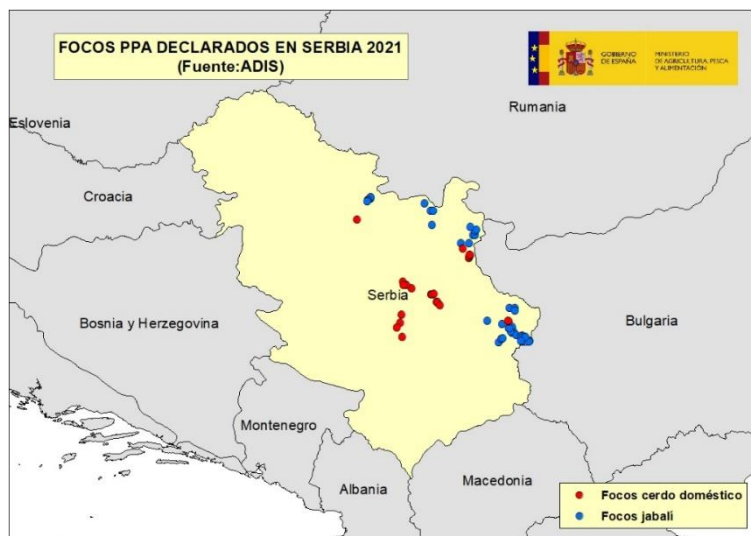 FOCOS PPA DECLARADOS EN SERBIA 2021
(Fuente:ADIS)
GOBIERNO
DE ESPAÑA
MINISTERIO
DE AGRICULTURA, PESCA
Y ALIMENTACIÓN
Rumania
Eslovenia
Croacia
Serbia
Bosnia y Herzegovina
Bulgaria
Montenegro
Albania
Macedonia
Focos cerdo doméstico
Focos jabalí